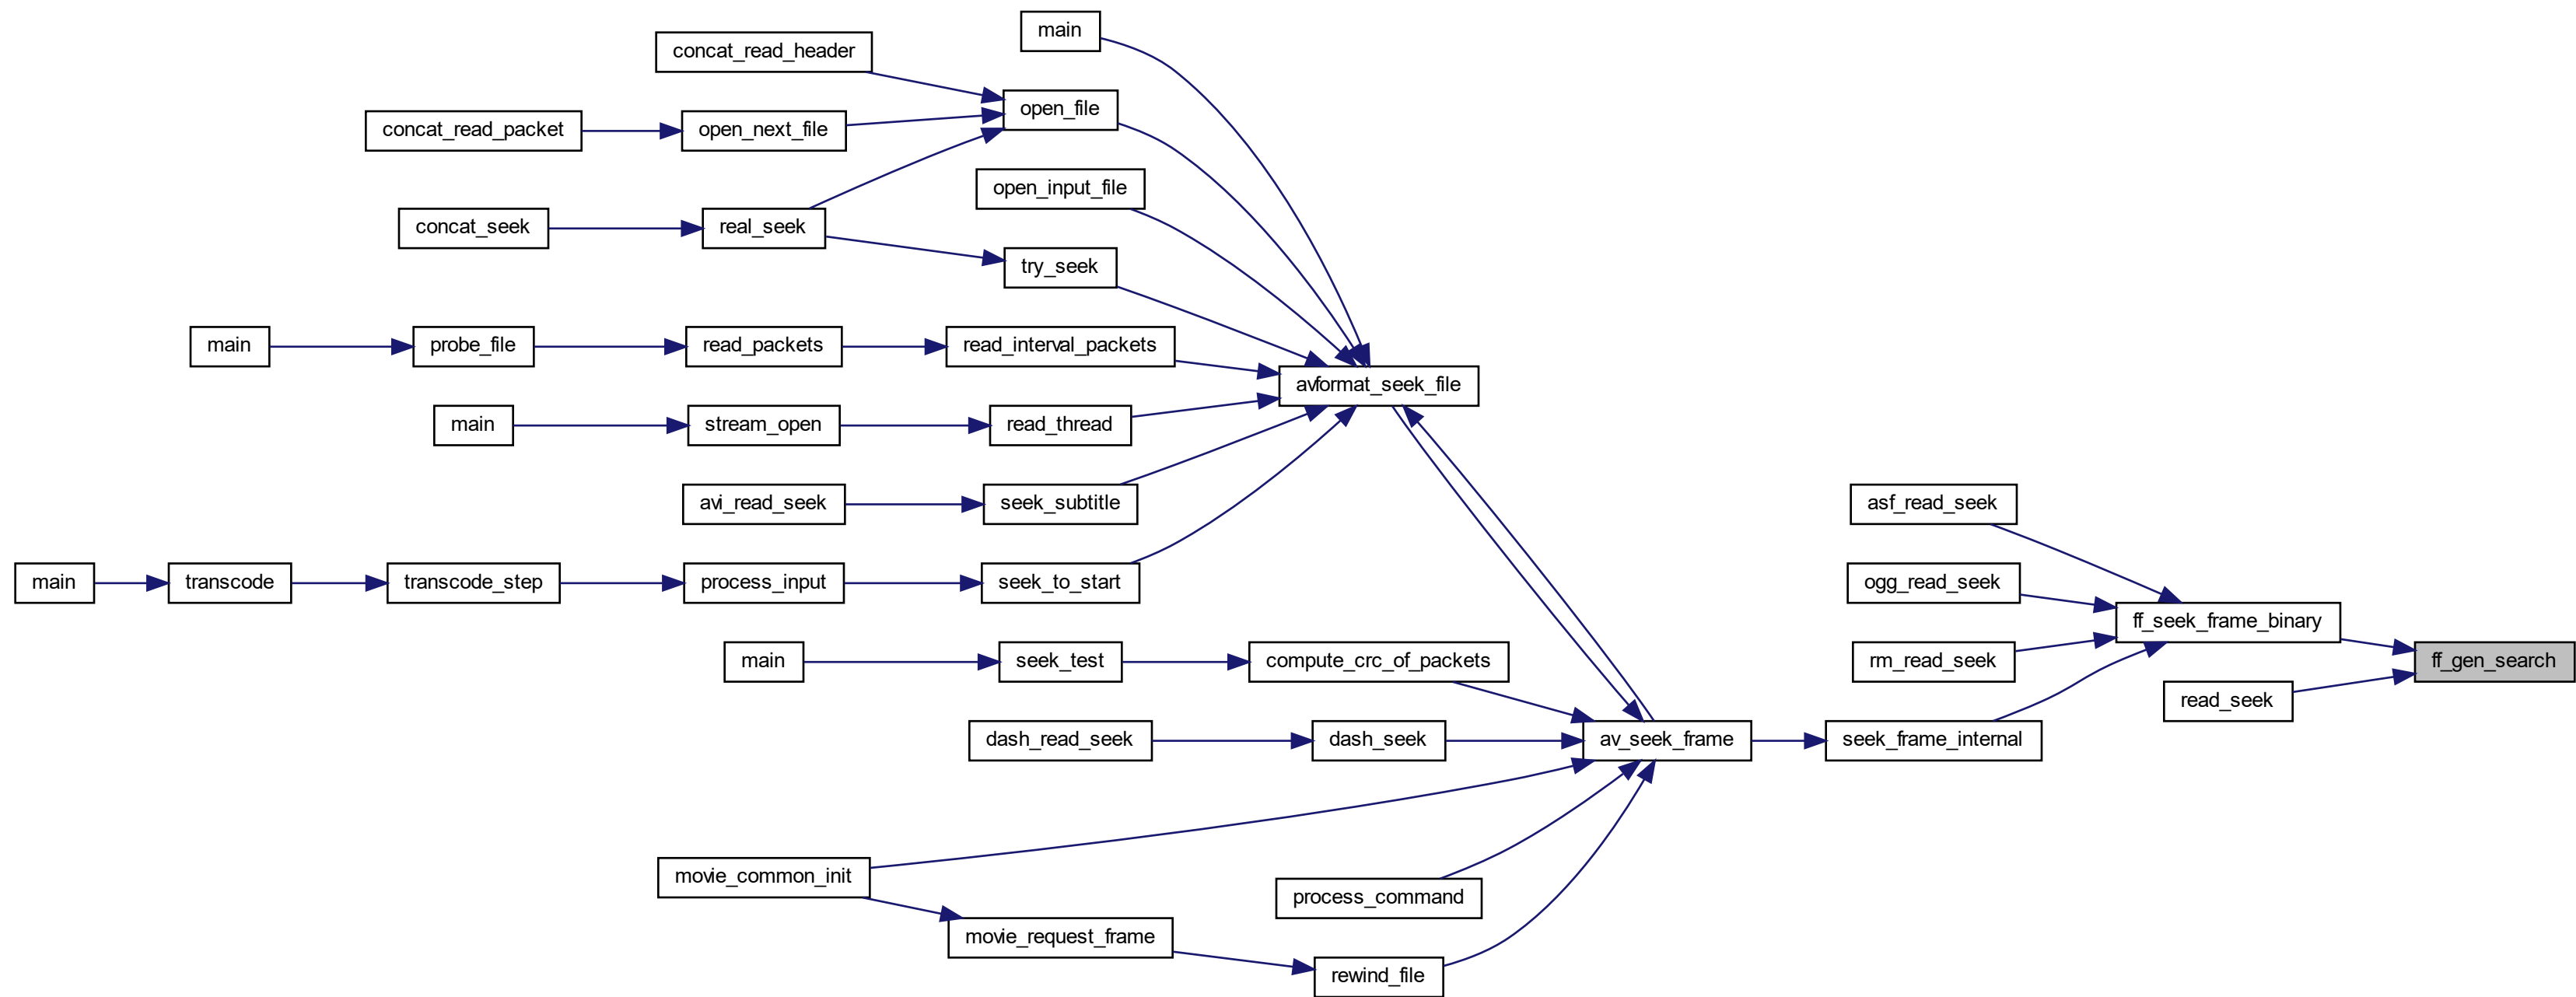 main
concat_read_header
open_file
concat_read_packet
open_next_file
open_input_file
concat_seek
real_seek
try_seek
main
probe_file
read_packets
read_interval_packets
avformat_seek_file
main
stream_open
read_thread
avi_read_seek
seek_subtitle
asf_read_seek
main
transcode
transcode_step
process_input
seek_to_start
ogg_read_seek
ff_seek_frame_binary
main
seek_test
compute_crc_of_packets
rm_read_seek
ff_gen_search
read_seek
dash_read_seek
dash_seek
av_seek_frame
seek_frame_internal
movie_common_init
process_command
movie_request_frame
rewind_file